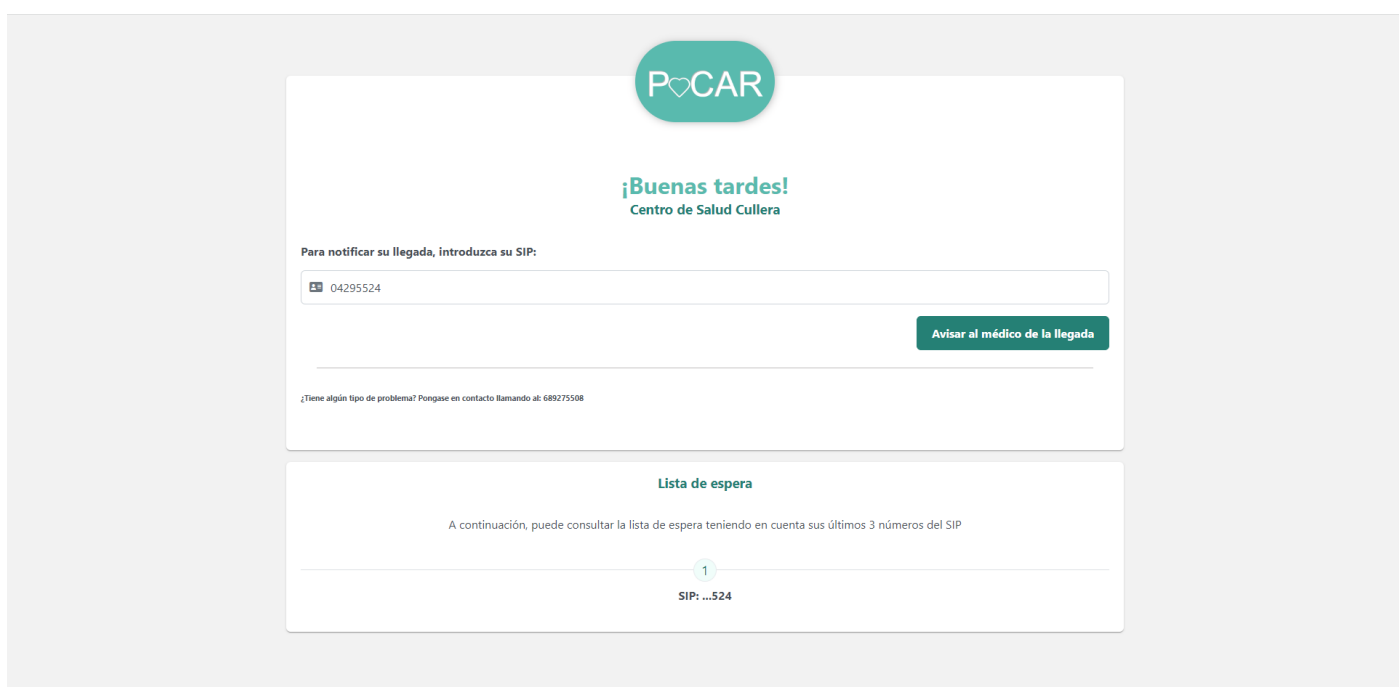 P♡CAR
¡Buenas tardes!
Centro de Salud Cullera
Para notificar su llegada, introduzca su SIP:
04295524
Avisar al médico de la llegada
¿Tiene algún tipo de problema? Pongase en contacto llamando al: 689275508
Lista de espera
A continuación, puede consultar la lista de espera teniendo en cuenta sus últimos 3 números del SIP
1
SIP: ...524